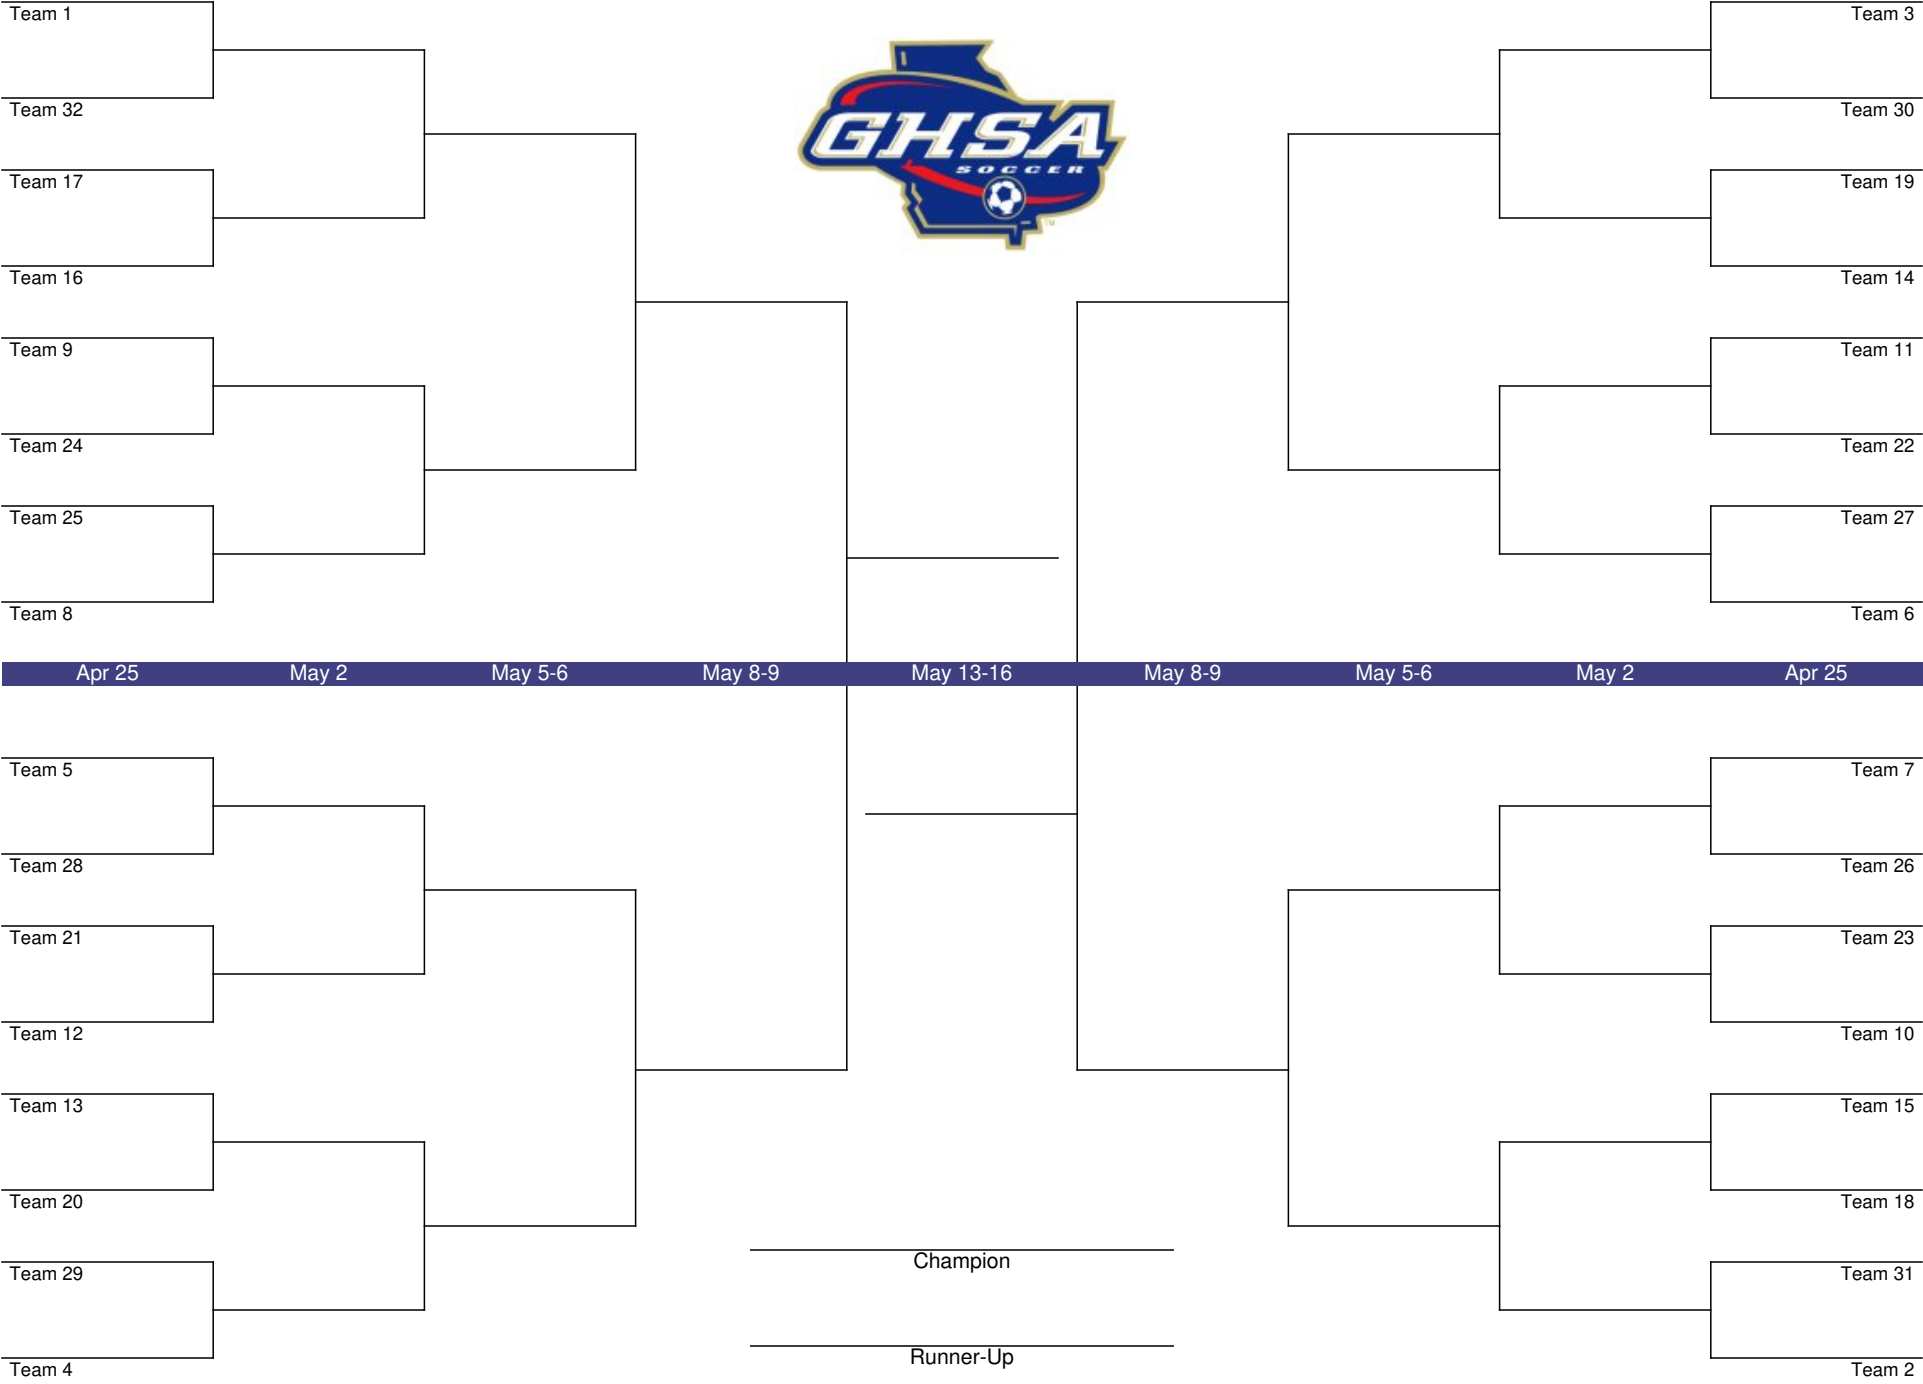 Team 1
Team 32
Team 17
Team 16
Team 9
Team 24
Team 25
Team 8
GHSA
SOCCER
TM
Team 3
Team 30
Team 19
Team 14
Team 11
Team 22
Team 27
Team 6
Apr 25 May 2 May 5-6 May 8-9 May 13-16 May 8-9 May 5-6 May 2 Apr 25
Team 5
Team 28
Team 21
Team 12
Team 13
Team 20
Team 29
Team 4
Champion
Runner-Up
Team 7
Team 26
Team 23
Team 10
Team 15
Team 18
Team 31
Team 2